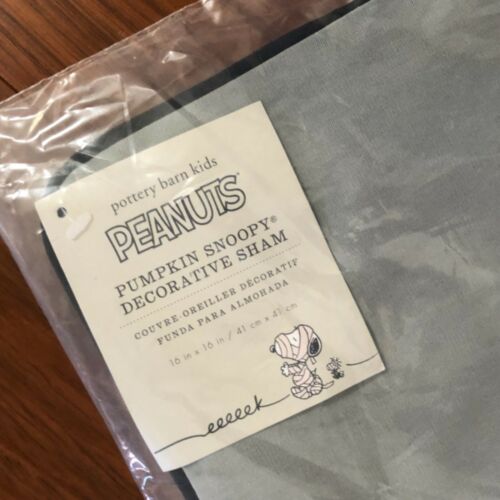 pottery barn kids
PEANUTS
PUMPKIN SNOOPY®
DECORATIVE SHAM
COUVRE-OREILLER DÉCORATIF
FUNDA PARA ALMOHADA
16 in x 16 in / 41 cm x 41 cm
eeeeek